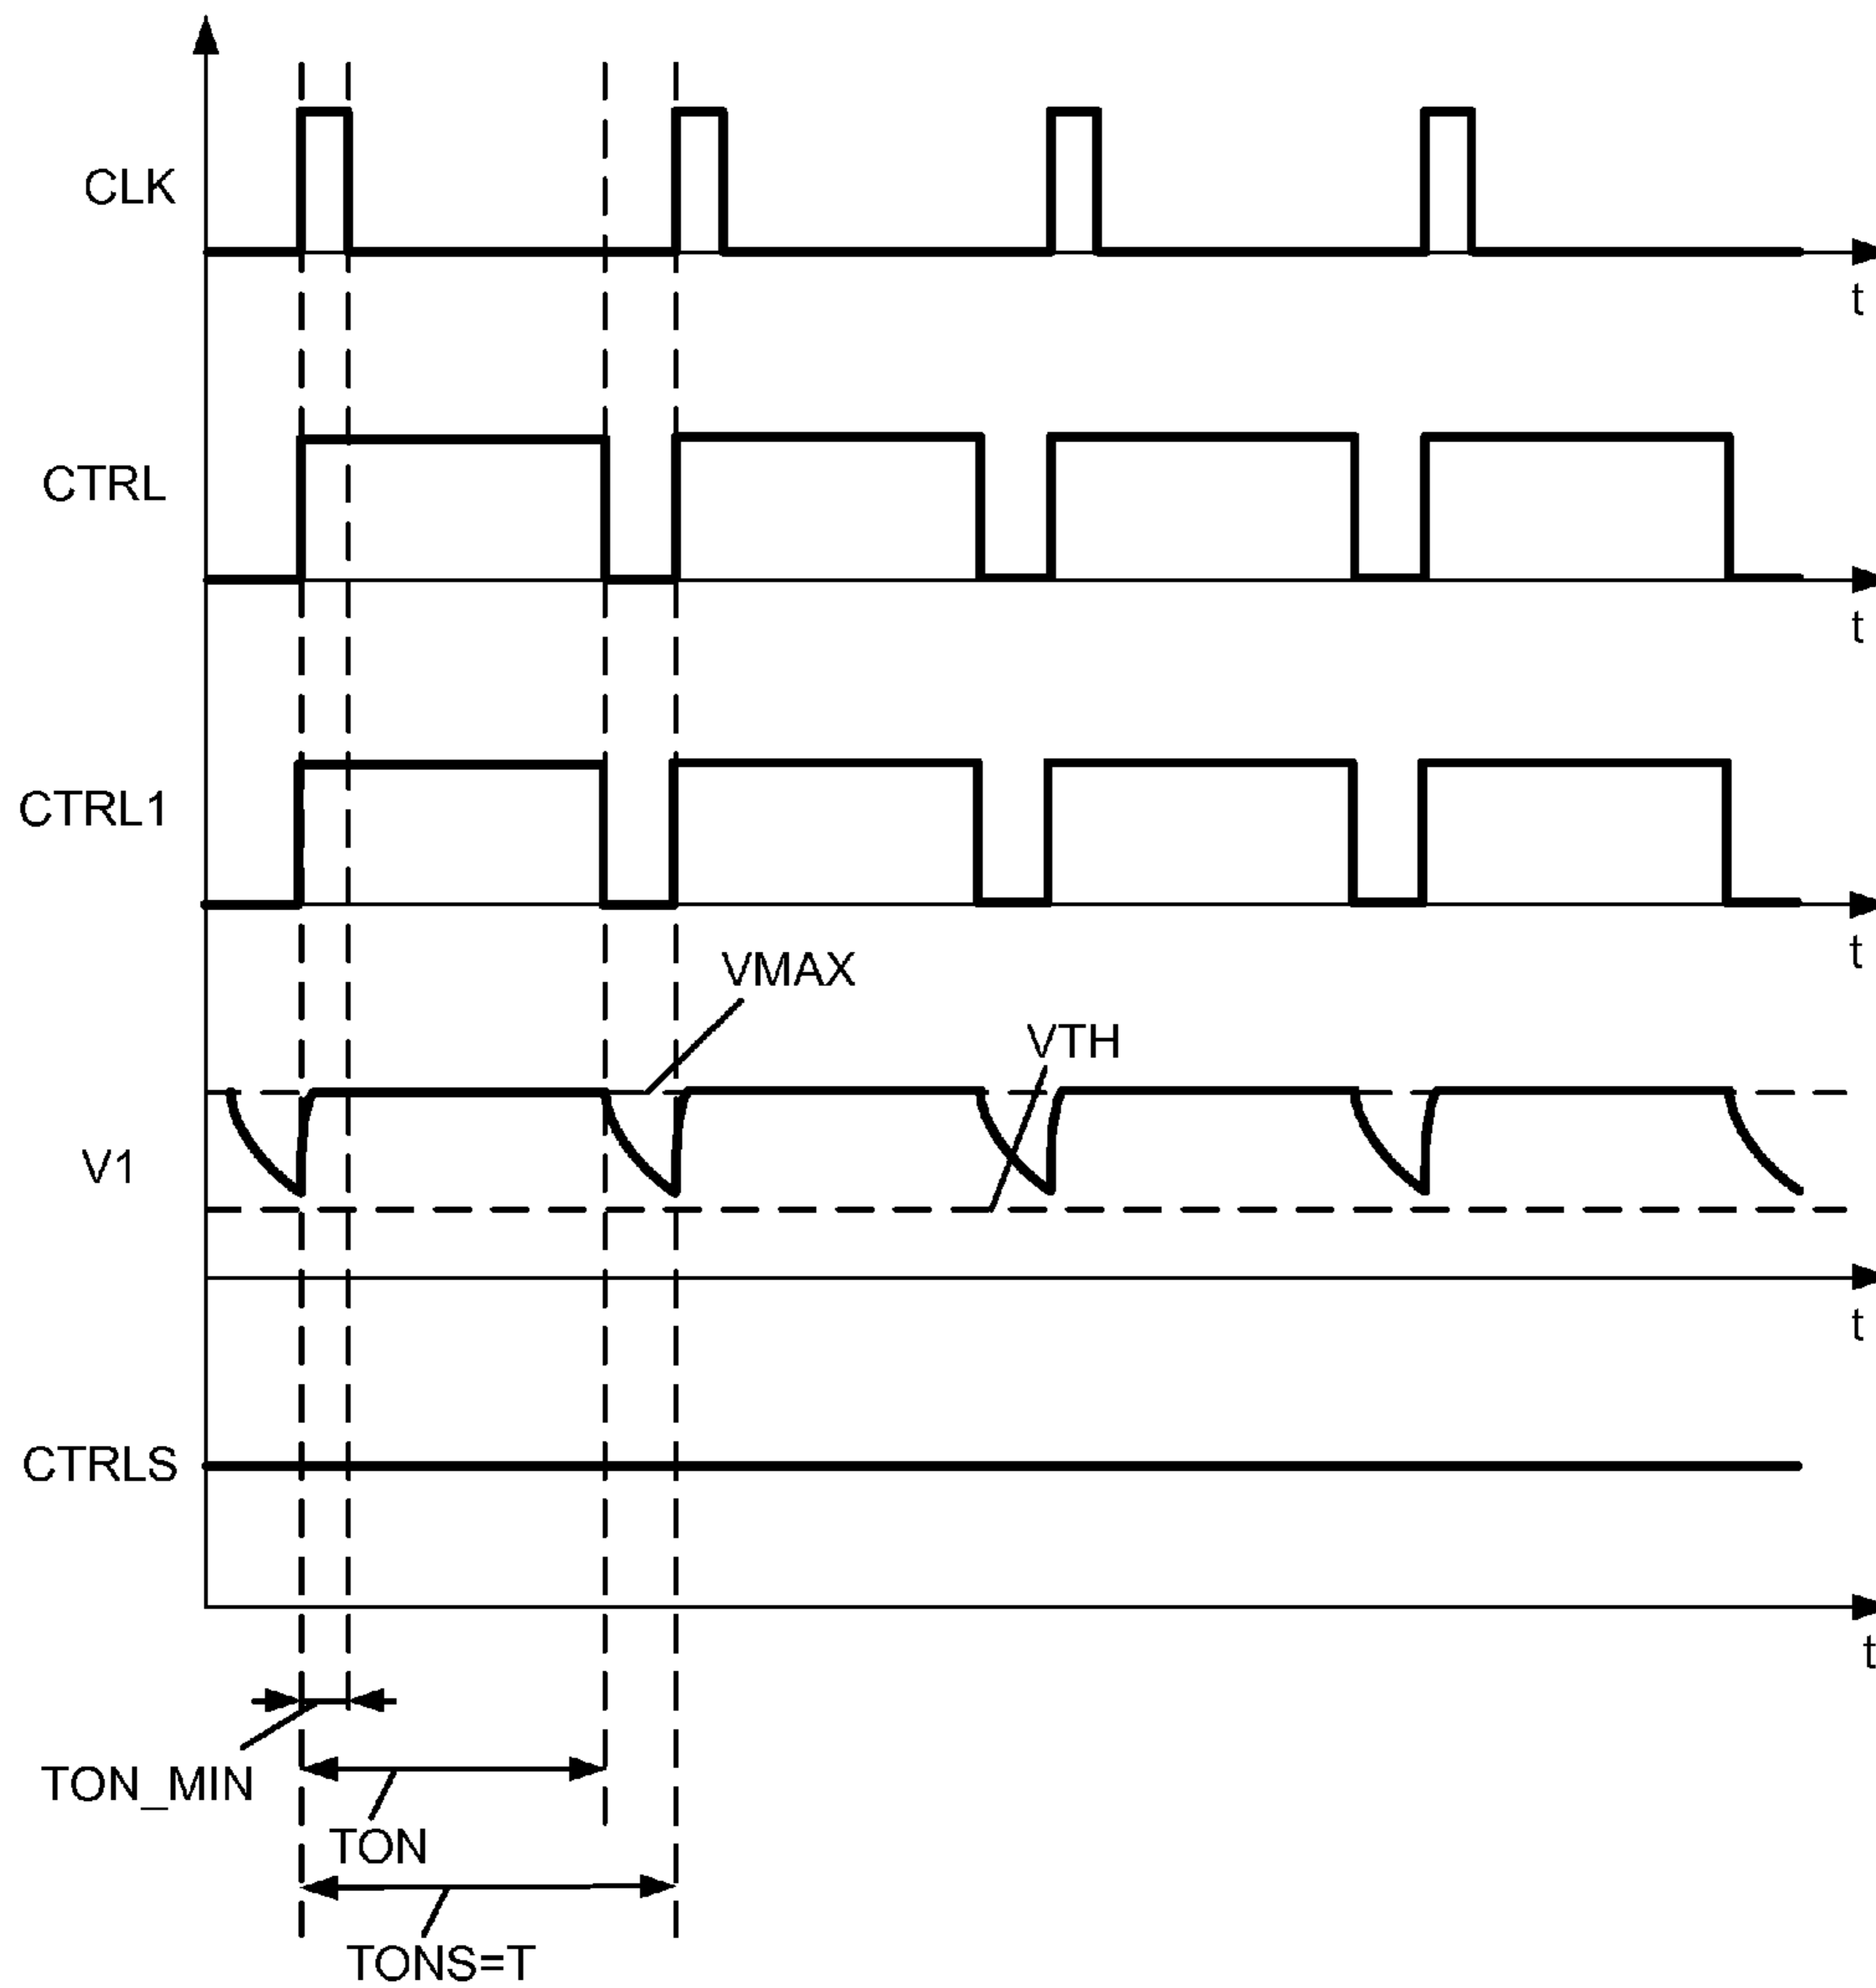 CLK
t
CTRL
t
CTRL1
t
VMAX
VTH
V1
t
CTRLS
t
TON_MIN
TON
TONS=T